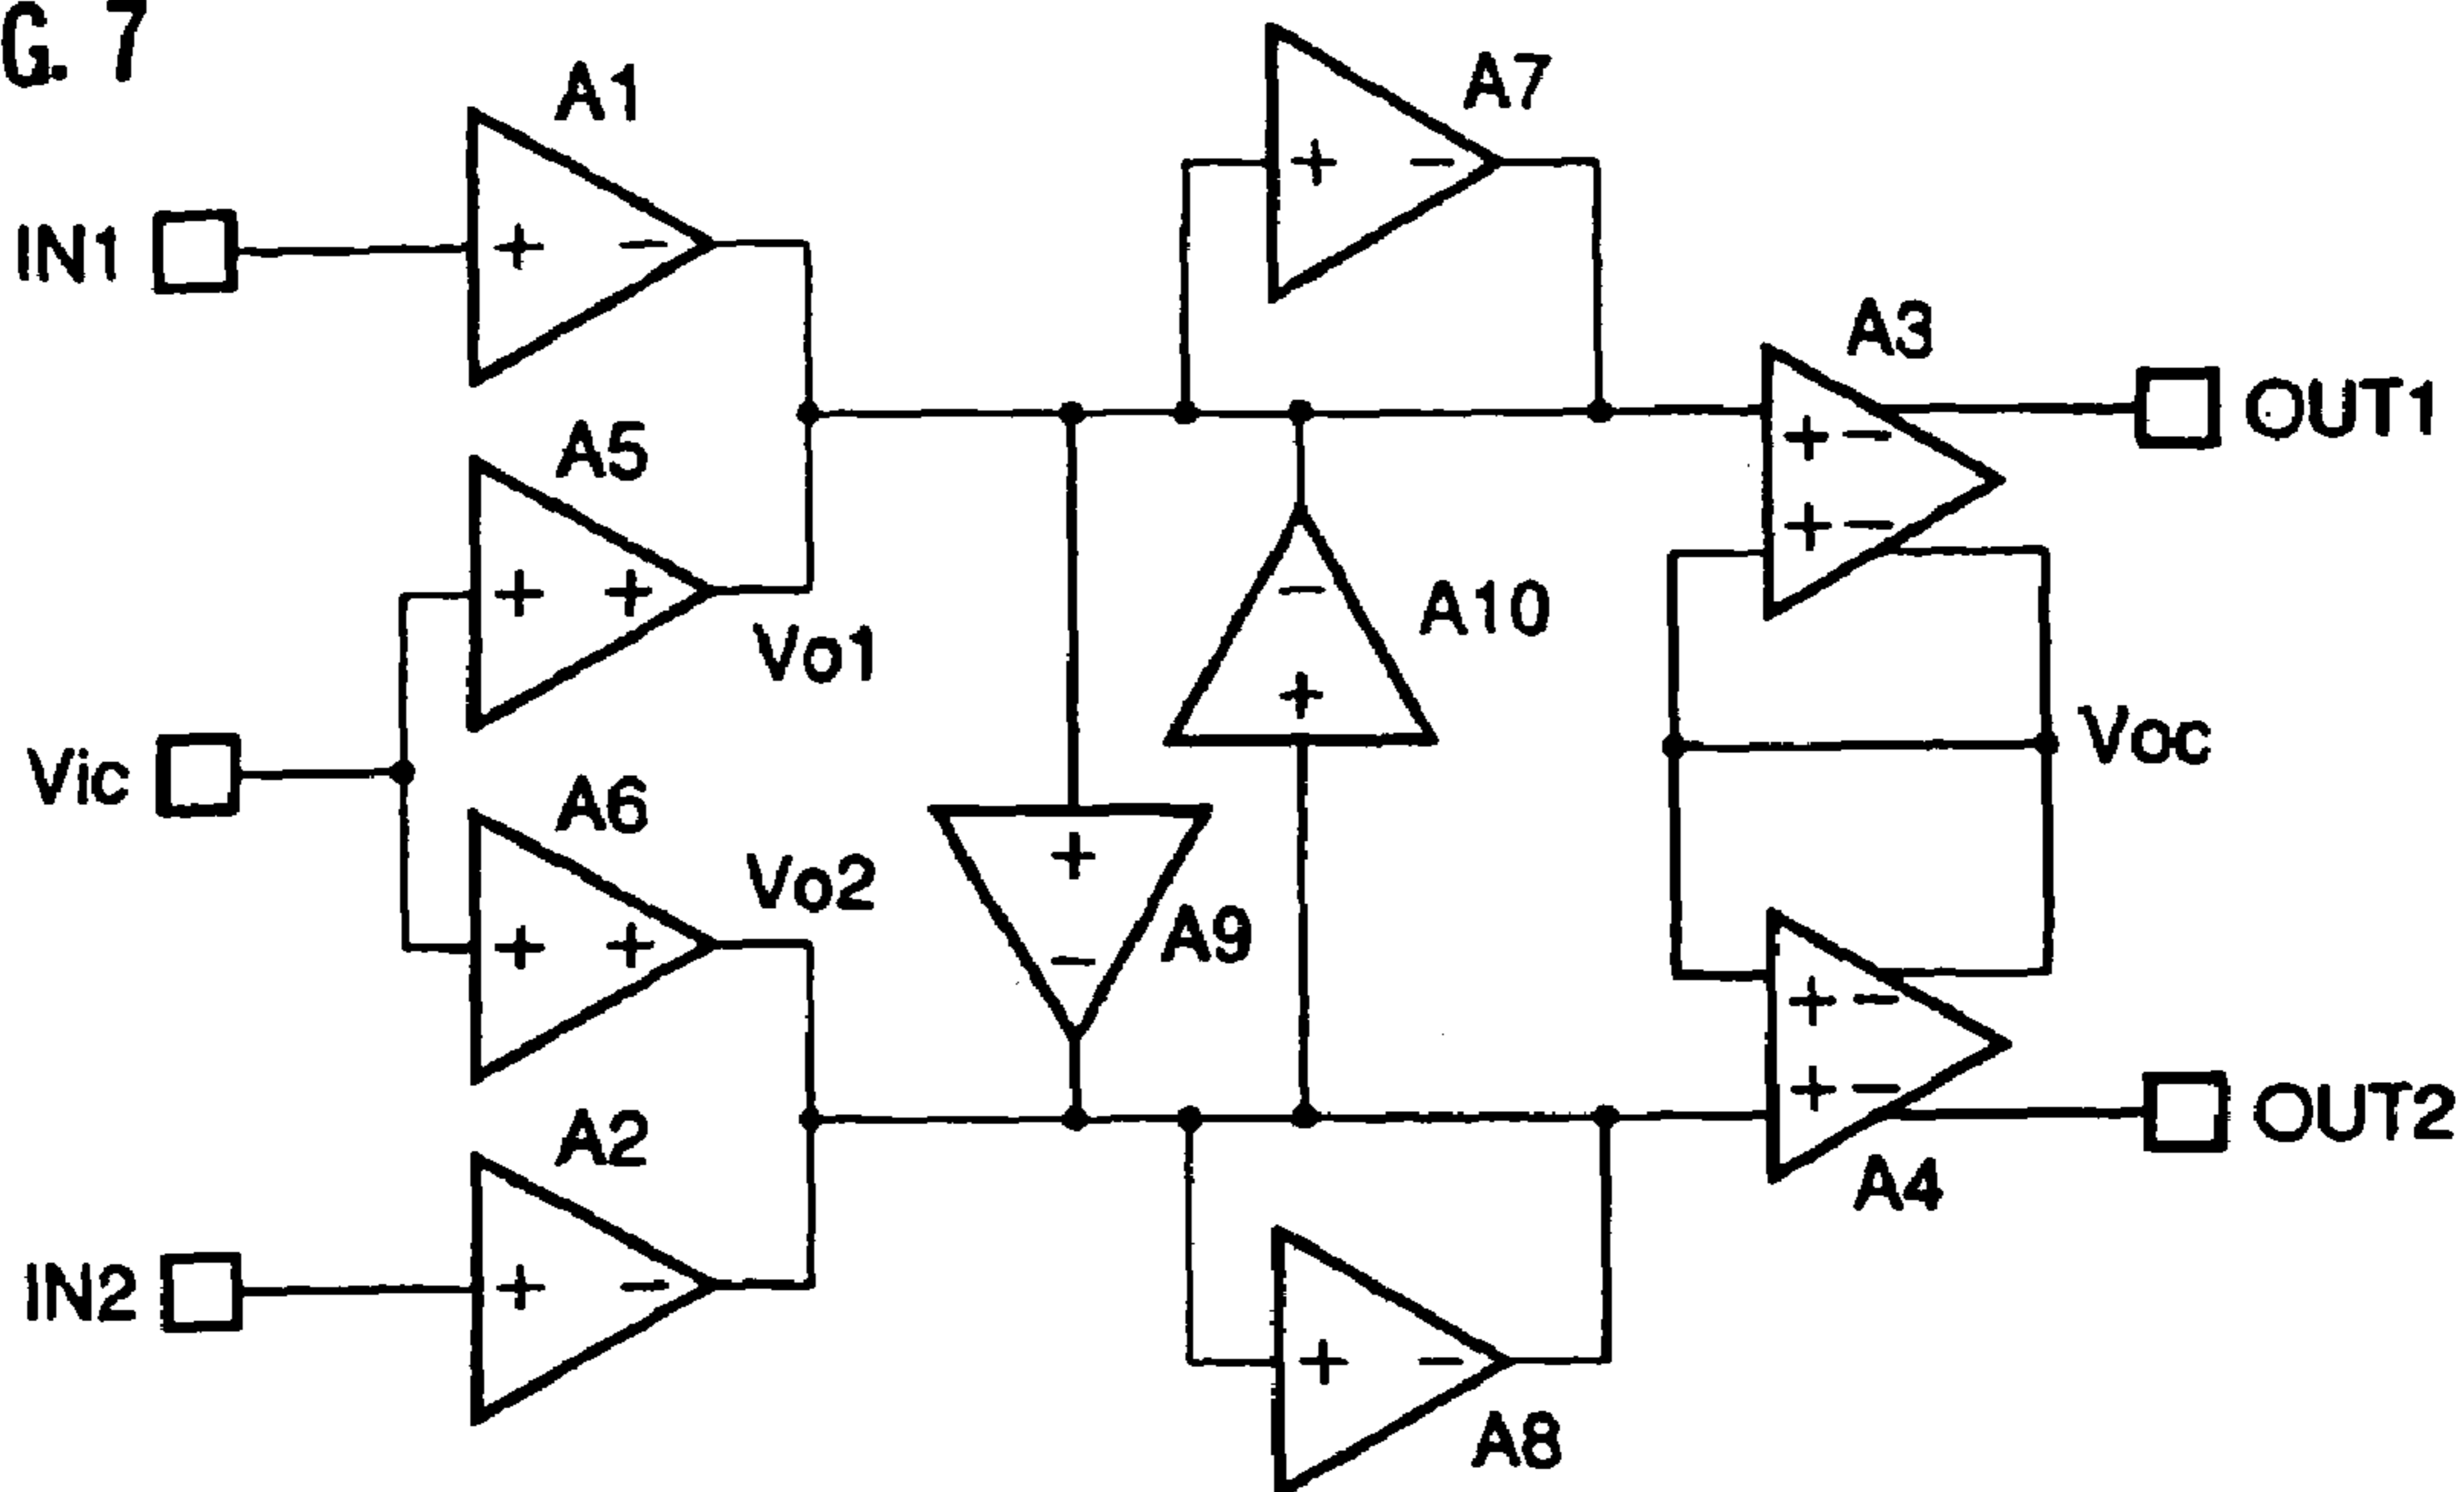 G. 7
A1
A7
IN1
+ -
+ -
A3
OUT1
A5
+ -
+ -
+ +
Vo1
A10
-
+
Vic
Voc
A6
Vo2
+
-
A9
+ +
+ -
+ -
OUT2
A2
A4
IN2
+ -
+ -
A8